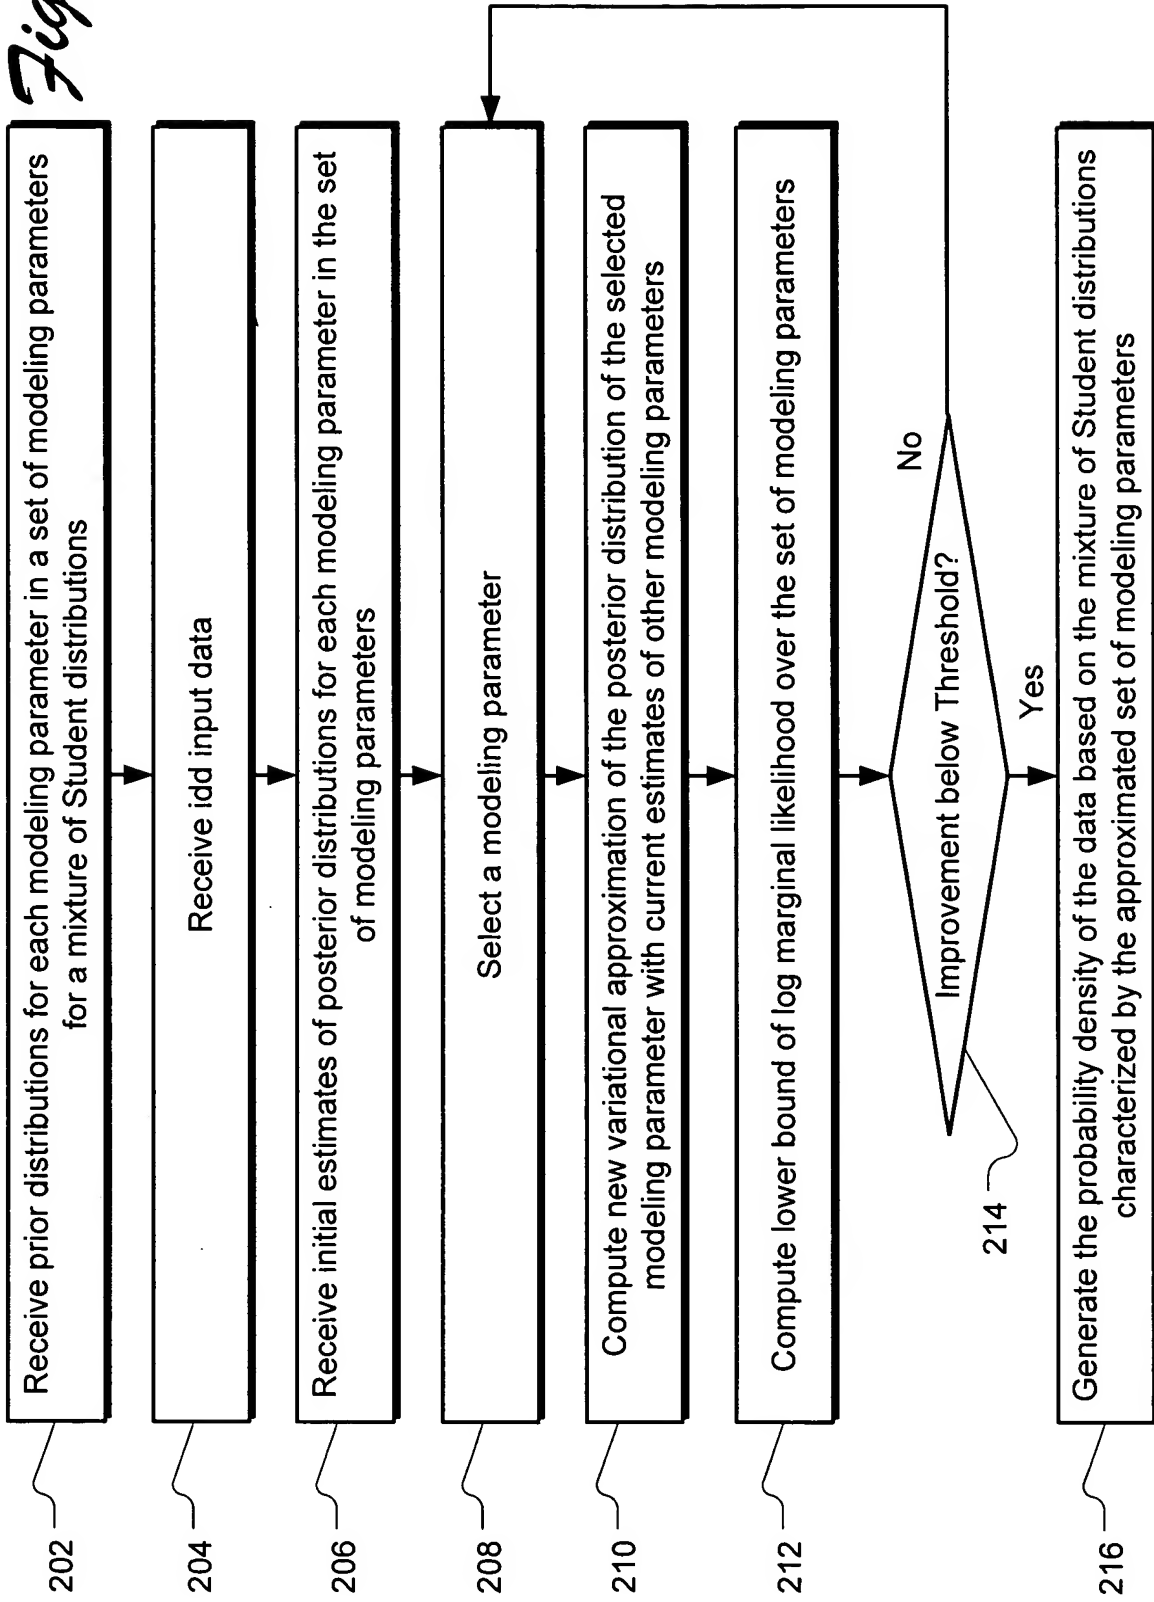 Fig
202
Receive prior distributions for each modeling parameter in a set of modeling parameters
for a mixture of Student distributions
204
Receive idd input data
206
Receive initial estimates of posterior distributions for each modeling parameter in the set
of modeling parameters
208
Select a modeling parameter
210
Compute new variational approximation of the posterior distribution of the selected
modeling parameter with current estimates of other modeling parameters
212
Compute lower bound of log marginal likelihood over the set of modeling parameters
214
Improvement below Threshold?
No
Yes
216
Generate the probability density of the data based on the mixture of Student distributions
characterized by the approximated set of modeling parameters